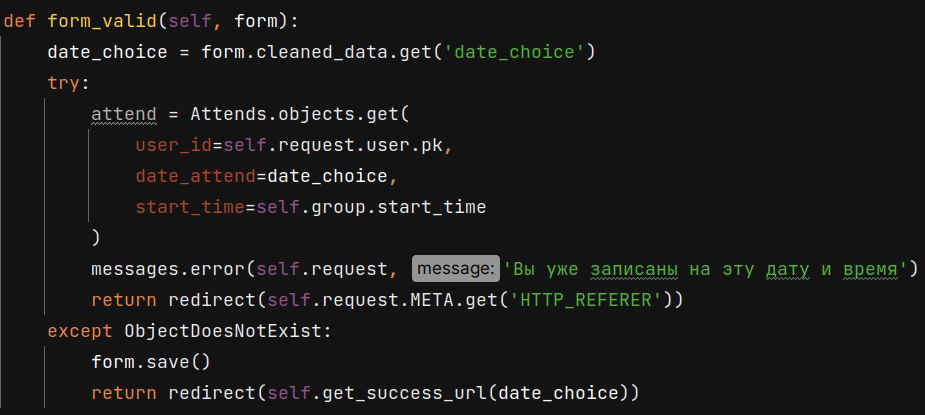 def form_valid(self, form):
date_choice = form.cleaned_data.get('date_choice')
try:
attend = Attends.objects.get(
user_id=self.request.user.pk,
date_attend=date_choice,
start_time=self.group.start_time
)
messages.error(self.request, message: 'Вы уже записаны на эту дату и время')
return redirect(self.request.META.get('HTTP_REFERER'))
except ObjectDoesNotExist:
form.save()
return redirect(self.get_success_url(date_choice))